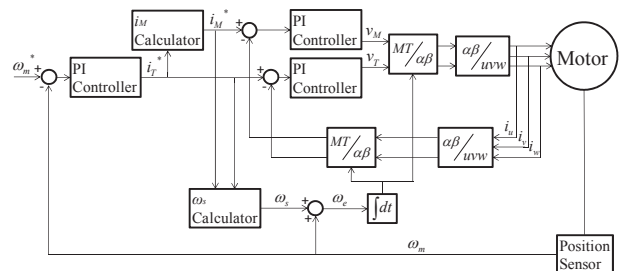 i_M
Calculator
i_M*
PI
Controller
v_M
ω_m*
+
-
PI
Controller
i_T*
+
-
+
-
PI
Controller
v_T
MT/αβ
αβ/uvw
Motor
MT/αβ
αβ/uvw
i_u
i_v
i_w
ω_s
Calculator
ω_s
+
+
ω_e
∫dt
ω_m
Position
Sensor